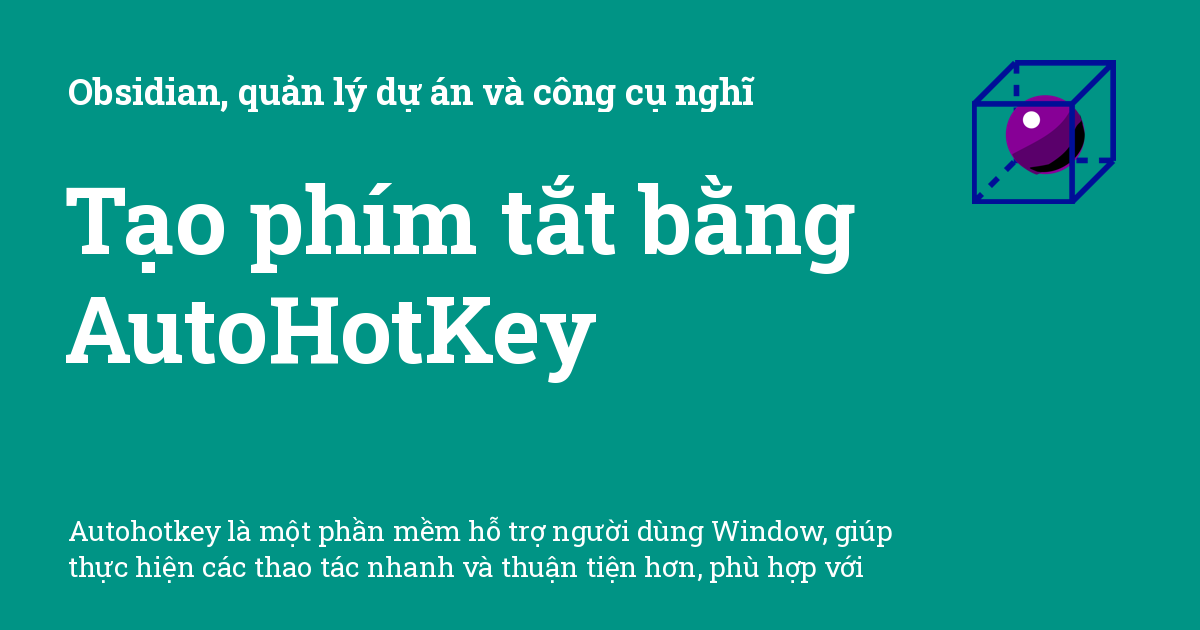 Obsidian, quản lý dự án và công cụ nghĩ
Tạo phím tắt bằng
AutoHotKey
Autohotkey là một phần mềm hỗ trợ người dùng Window, giúp
thực hiện các thao tác nhanh và thuận tiện hơn, phù hợp với